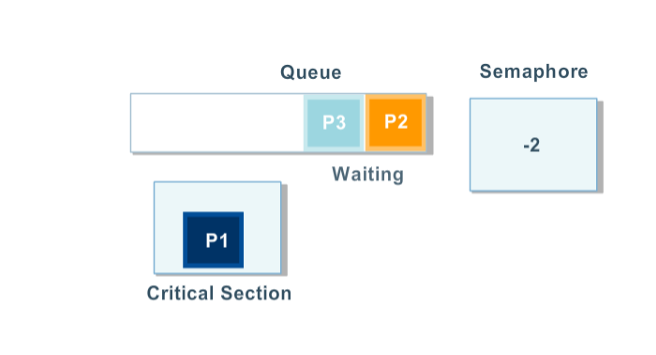 Queue
Semaphore
P3
P2
-2
Waiting
P1
Critical Section